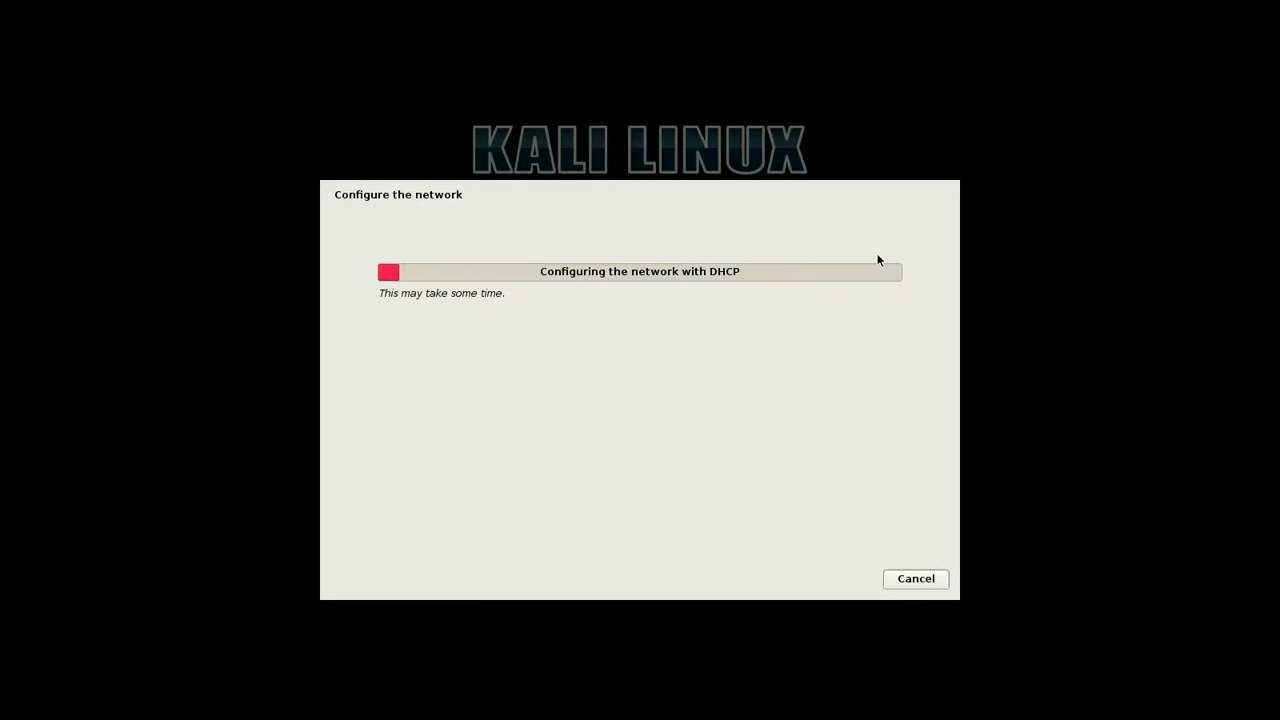 KALI LINUX
Configure the network
Configuring the network with DHCP
This may take some time.
Cancel